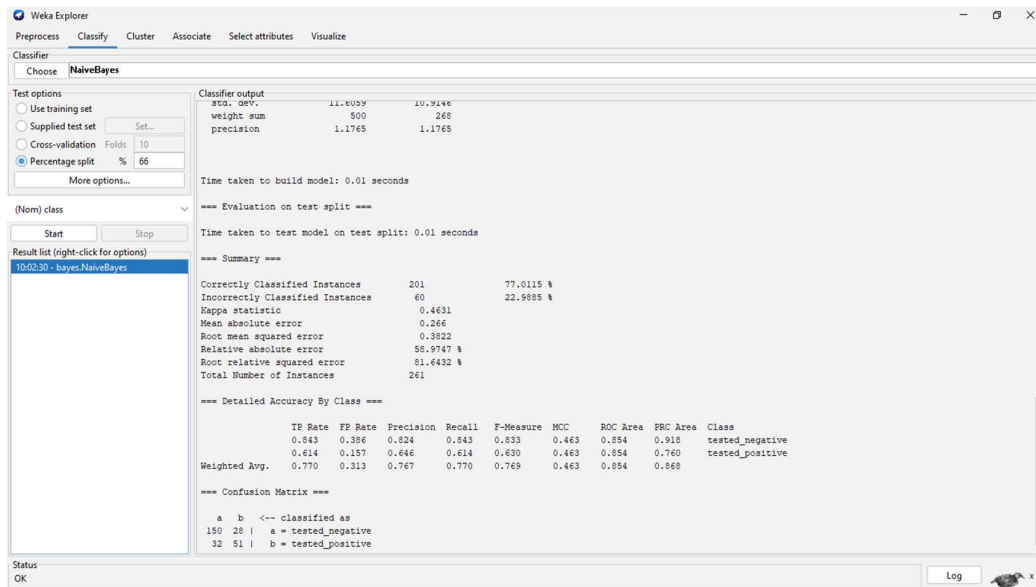 Weka Explorer
Preprocess Classify Cluster Associate Select attributes Visualize
Classifier
Choose NaiveBayes
Test options
Use training set
Supplied test set Set...
Cross-validation Folds 10
Percentage split % 66
More options...
(Nom) class
Start Stop
Result list (right-click for options)
10:02:30 - bayes.NaiveBayes
Classifier output
std. dev. 11.6059 10.9146
weight sum 500 268
precision 1.1765 1.1765
Time taken to build model: 0.01 seconds
=== Evaluation on test split ===
Time taken to test model on test split: 0.01 seconds
=== Summary ===
Correctly Classified Instances 201 77.0115 %
Incorrectly Classified Instances 60 22.9885 %
Kappa statistic 0.4631
Mean absolute error 0.266
Root mean squared error 0.3822
Relative absolute error 58.9747 %
Root relative squared error 81.6432 %
Total Number of Instances 261
=== Detailed Accuracy By Class ===
TP Rate FP Rate Precision Recall F-Measure MCC ROC Area PRC Area Class
0.843 0.386 0.824 0.843 0.833 0.463 0.854 0.918 tested_negative
0.614 0.157 0.646 0.614 0.630 0.463 0.854 0.760 tested_positive
Weighted Avg. 0.770 0.313 0.767 0.770 0.769 0.463 0.854 0.868
=== Confusion Matrix ===
a b <-- classified as
150 28 | a = tested_negative
32 51 | b = tested_positive
Status
OK
Log
x